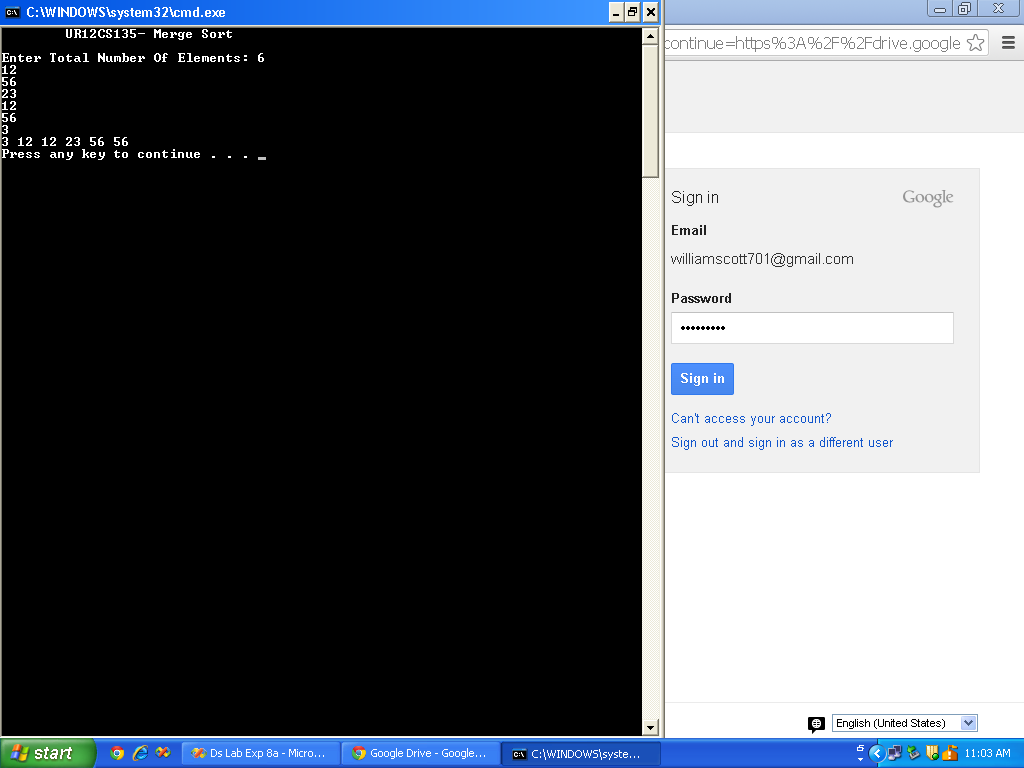 C:\WINDOWS\system32\cmd.exe
UR12CS135- Merge Sort
Enter Total Number Of Elements: 6
12
56
23
12
56
3
3 12 12 23 56 56
Press any key to continue . . . _
continue=https%3A%2F%2Fdrive.google
Sign in
Google
Email
williamscott701@gmail.com
Password
•••••••••
Sign in
Can't access your account?
Sign out and sign in as a different user
English (United States)
start
Ds Lab Exp 8a - Micro...
Google Drive - Google...
C:\WINDOWS\syste...
11:03 AM